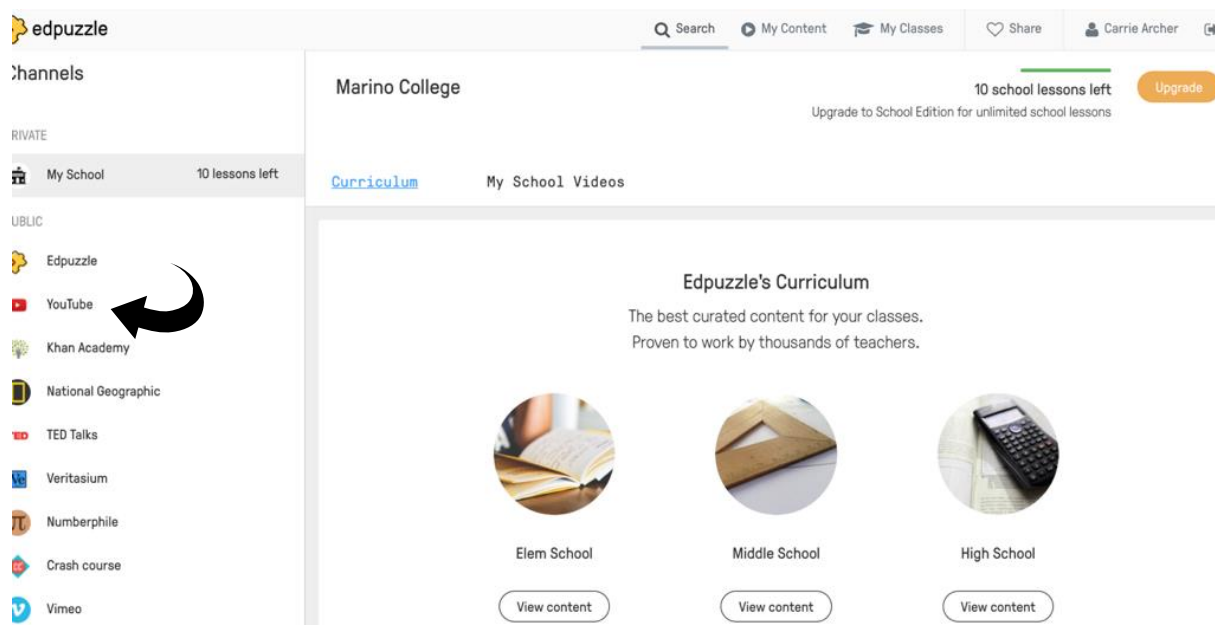 edpuzzle
Search
My Content
My Classes
Share
Carrie Archer
hannels
Marino College
10 school lessons left
Upgrade
Upgrade to School Edition for unlimited school lessons
RIVATE
My School
10 lessons left
Curriculum
My School Videos
UBLIC
Edpuzzle
YouTube
Khan Academy
National Geographic
TED Talks
Veritasium
Numberphile
Crash course
Vimeo
Edpuzzle's Curriculum
The best curated content for your classes.
Proven to work by thousands of teachers.
Elem School
Middle School
High School
View content
View content
View content